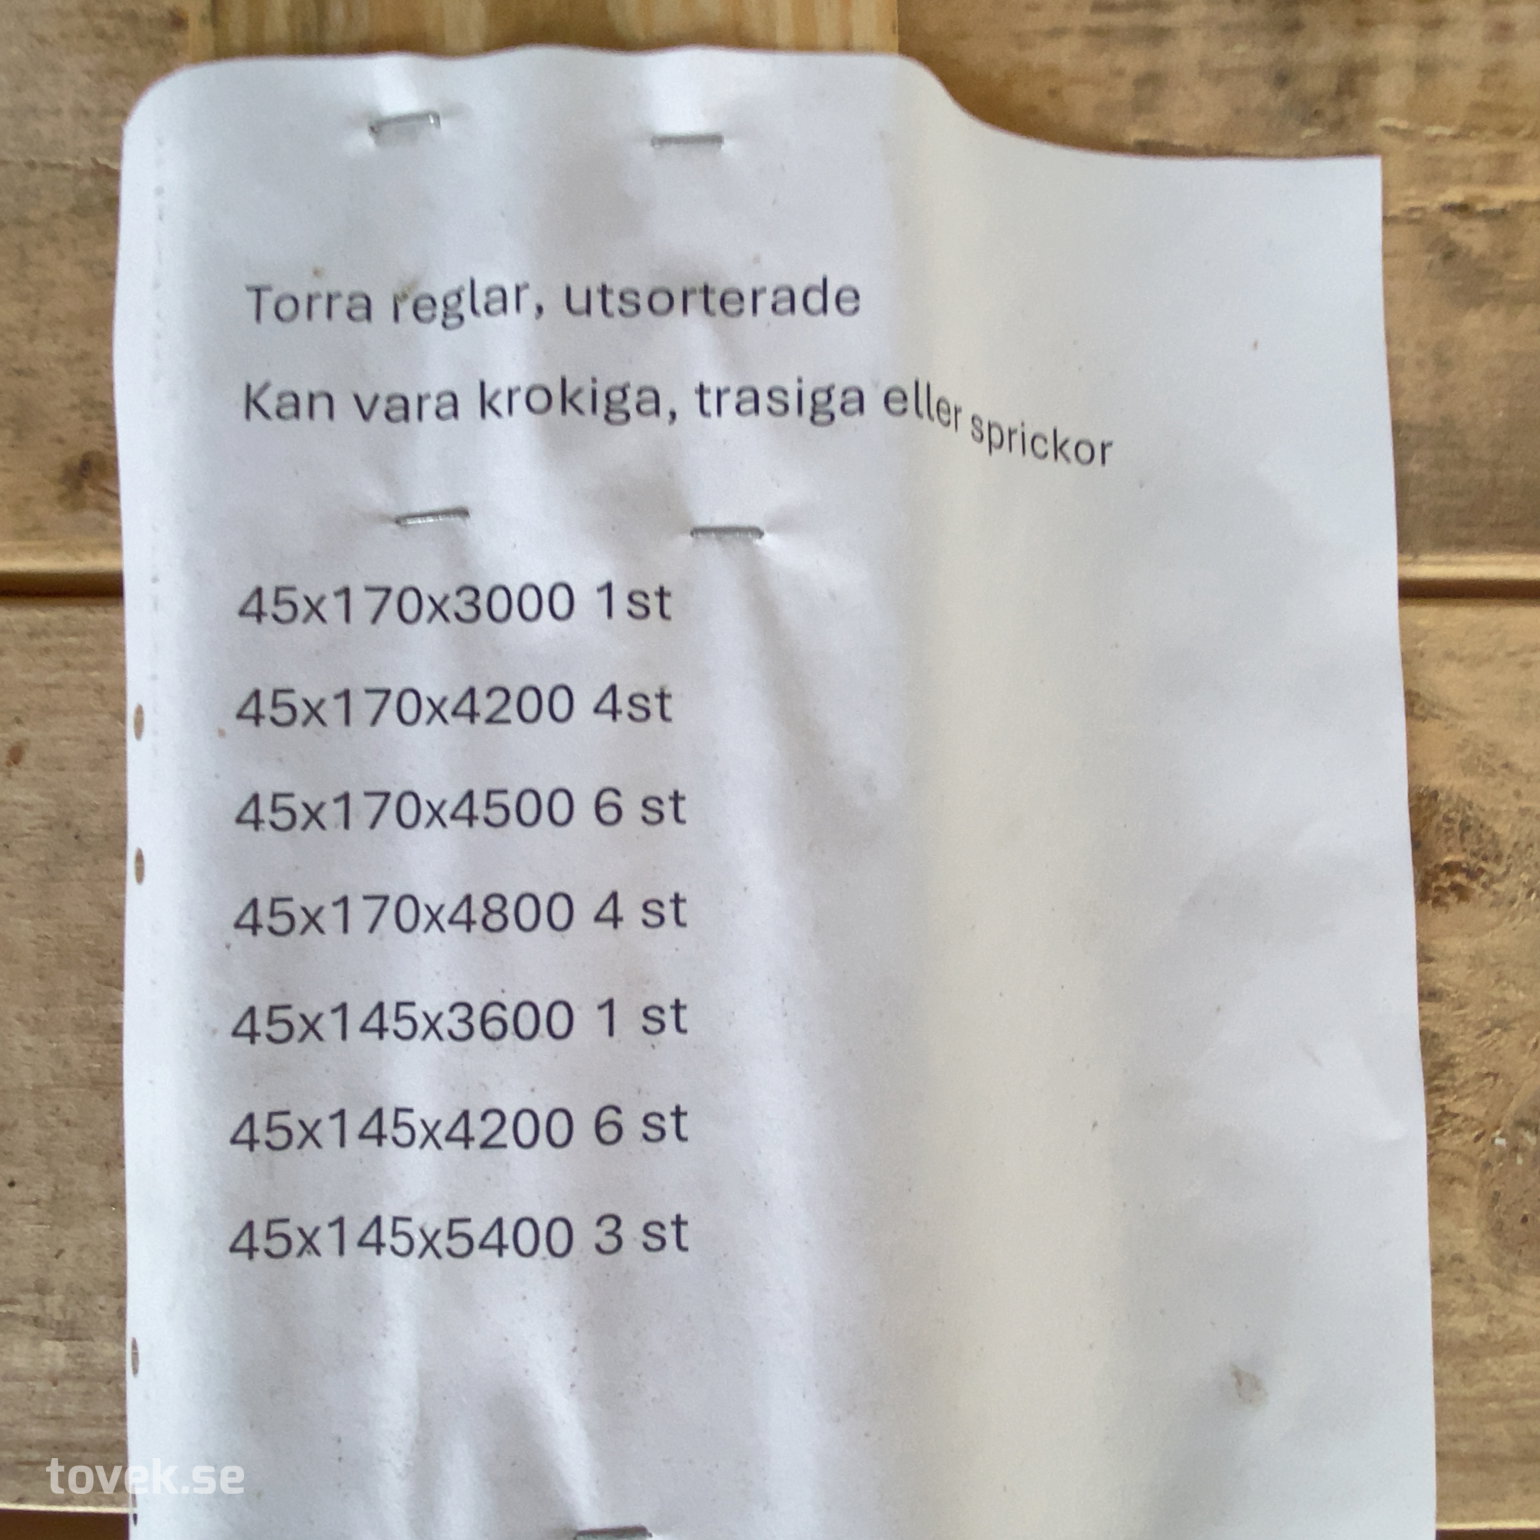 Torra reglar, utsorterade
Kan vara krokiga, trasiga eller sprickor
45x170x3000 1st
45x170x4200 4st
45x170x4500 6 st
45x170x4800 4 st
45x145x3600 1 st
45x145x4200 6 st
45x145x5400 3 st
tovek.se